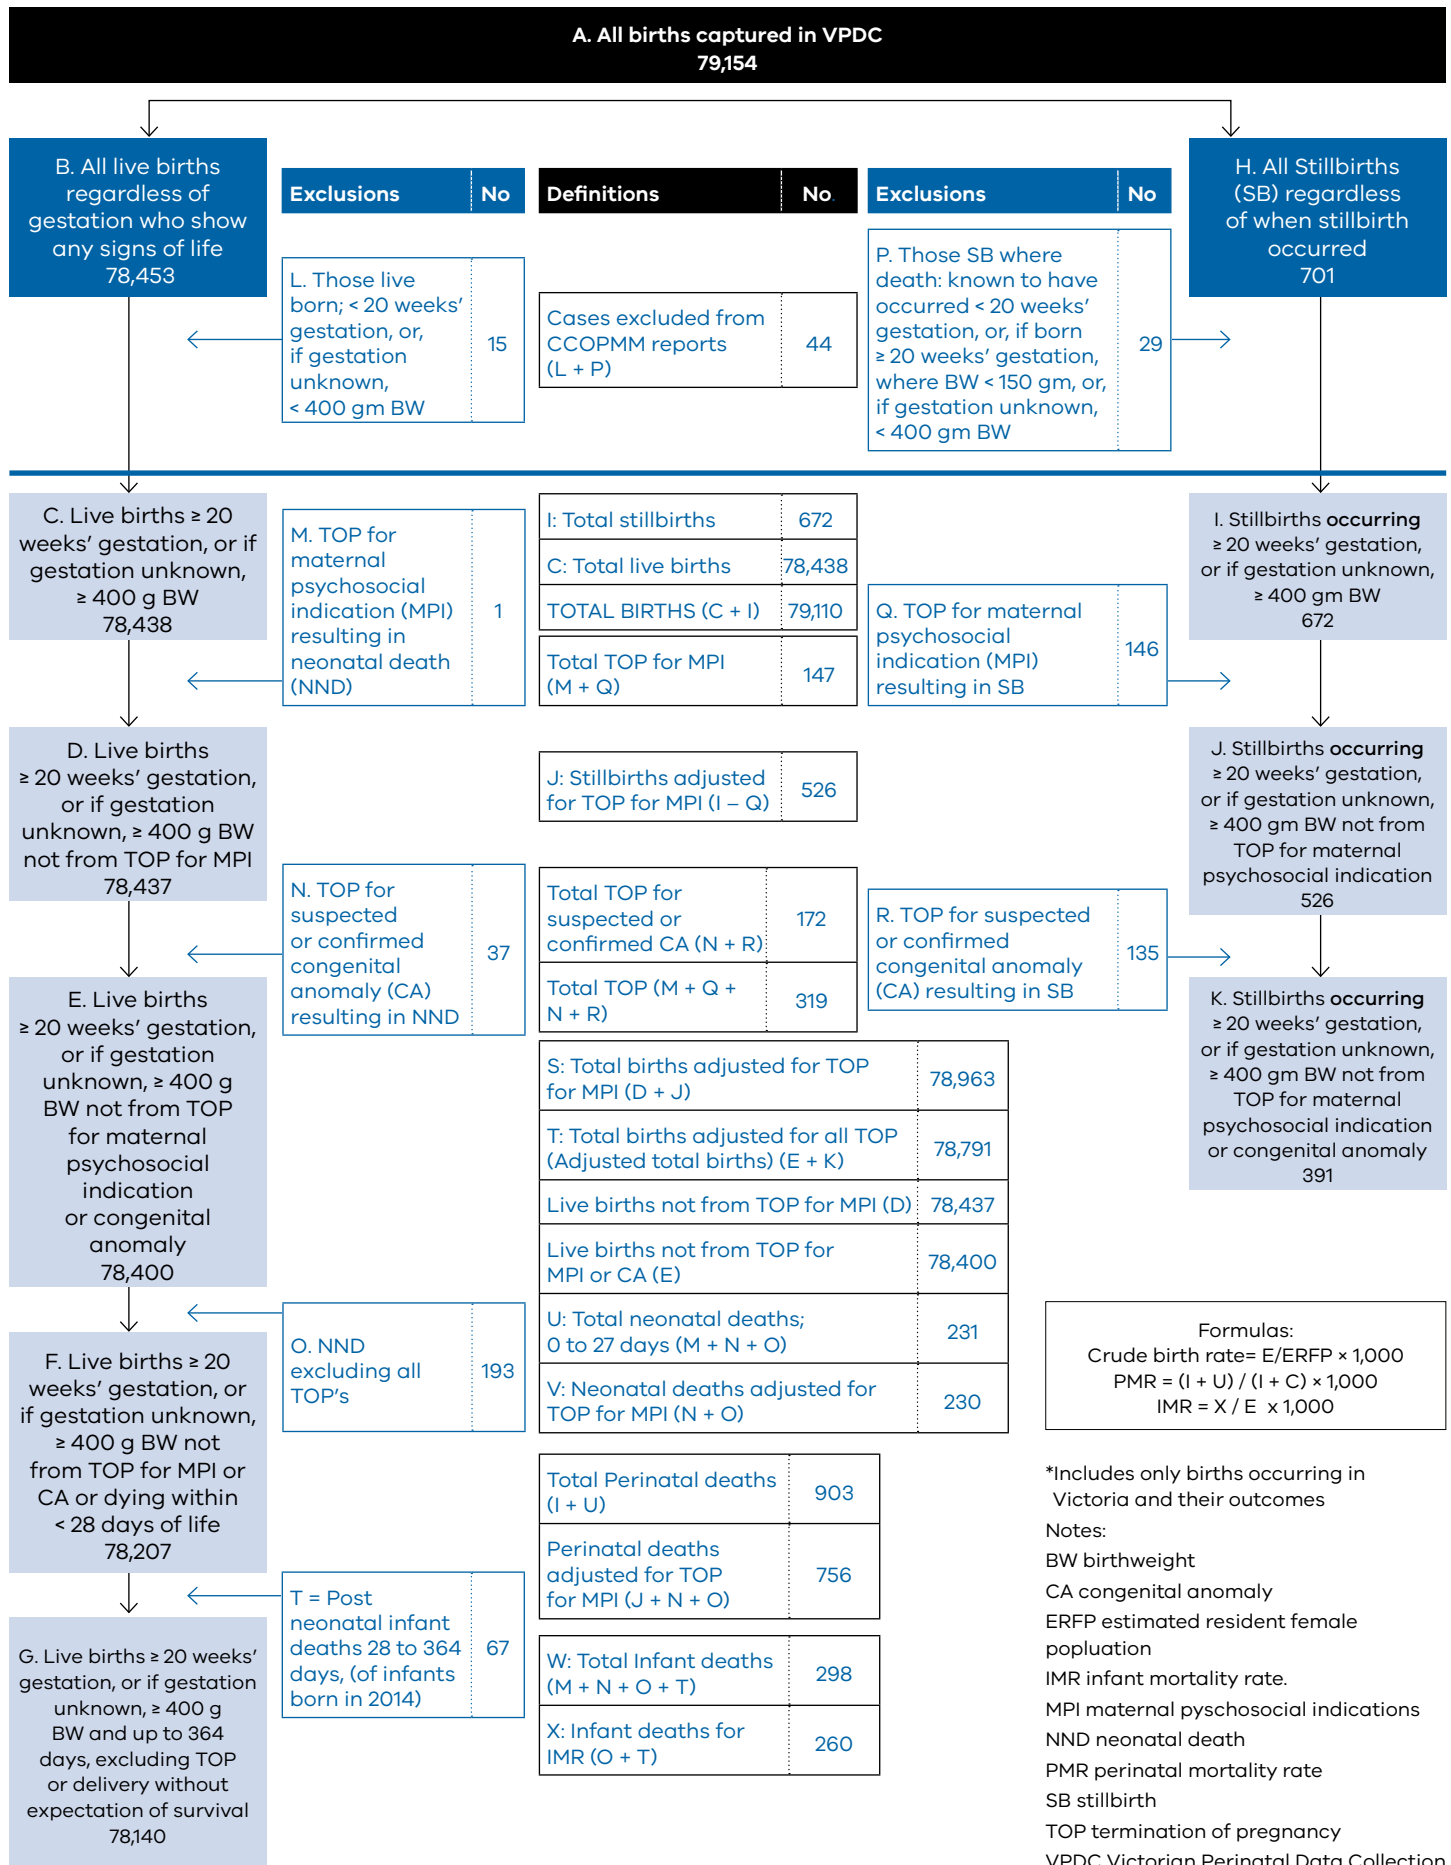 A. All births captured in VPDC
79,154
B. All live births
regardless of
gestation who show
any signs of life
78,453
Exclusions No
L. Those live
born; < 20 weeks’
gestation, or,
if gestation
unknown,
< 400 gm BW
15
Definitions No.
Cases excluded from
CCOPMM reports
(L + P)
44
Exclusions No
P. Those SB where
death: known to have
occurred < 20 weeks’
gestation, or, if born
≥ 20 weeks’ gestation,
where BW < 150 gm, or,
if gestation unknown,
< 400 gm BW
29
H. All Stillbirths
(SB) regardless
of when stillbirth
occurred
701
C. Live births ≥ 20
weeks’ gestation, or if
gestation unknown,
≥ 400 g BW
78,438
M. TOP for
maternal
psychosocial
indication (MPI)
resulting in
neonatal death
(NND)
1
I: Total stillbirths 672
C: Total live births 78,438
TOTAL BIRTHS (C + I) 79,110
Total TOP for MPI
(M + Q)
147
Q. TOP for maternal
psychosocial
indication (MPI)
resulting in SB
146
I. Stillbirths occurring
≥ 20 weeks’ gestation,
or if gestation unknown,
≥ 400 gm BW
672
D. Live births
≥ 20 weeks’ gestation,
or if gestation
unknown, ≥ 400 g BW
not from TOP for MPI
78,437
J: Stillbirths adjusted
for TOP for MPI (I – Q)
526
J. Stillbirths occurring
≥ 20 weeks’ gestation,
or if gestation unknown,
≥ 400 gm BW not from
TOP for maternal
psychosocial indication
526
N. TOP for
suspected
or confirmed
congenital
anomaly (CA)
resulting in NND
37
Total TOP for
suspected or
confirmed CA (N + R)
172
Total TOP (M + Q +
N + R)
319
R. TOP for suspected
or confirmed
congenital anomaly
(CA) resulting in SB
135
E. Live births
≥ 20 weeks’ gestation,
or if gestation
unknown, ≥ 400 g
BW not from TOP
for maternal
psychosocial
indication
or congenital
anomaly
78,400
K. Stillbirths occurring
≥ 20 weeks’ gestation,
or if gestation unknown,
≥ 400 gm BW not from
TOP for maternal
psychosocial indication
or congenital anomaly
391
S: Total births adjusted for TOP
for MPI (D + J)
78,963
T: Total births adjusted for all TOP
(Adjusted total births) (E + K)
78,791
Live births not from TOP for MPI (D) 78,437
Live births not from TOP for
MPI or CA (E)
78,400
U: Total neonatal deaths;
0 to 27 days (M + N + O)
231
V: Neonatal deaths adjusted for
TOP for MPI (N + O)
230
O. NND
excluding all
TOP’s
193
F. Live births ≥ 20
weeks’ gestation, or
if gestation unknown,
≥ 400 g BW not
from TOP for MPI or
CA or dying within
< 28 days of life
78,207
Total Perinatal deaths
(I + U)
903
Perinatal deaths
adjusted for TOP
for MPI (J + N + O)
756
T = Post
neonatal infant
deaths 28 to 364
days, (of infants
born in 2014)
67
W: Total Infant deaths
(M + N + O + T)
298
X: Infant deaths for
IMR (O + T)
260
G. Live births ≥ 20 weeks’
gestation, or if gestation
unknown, ≥ 400 g
BW and up to 364
days, excluding TOP
or delivery without
expectation of survival
78,140
Formulas:
Crude birth rate= E/ERFP × 1,000
PMR = (I + U) / (I + C) × 1,000
IMR = X / E x 1,000
*Includes only births occurring in
Victoria and their outcomes
Notes:
BW birthweight
CA congenital anomaly
ERFP estimated resident female
popluation
IMR infant mortality rate.
MPI maternal pyschosocial indications
NND neonatal death
PMR perinatal mortality rate
SB stillbirth
TOP termination of pregnancy
VPDC Victorian Perinatal Data Collection